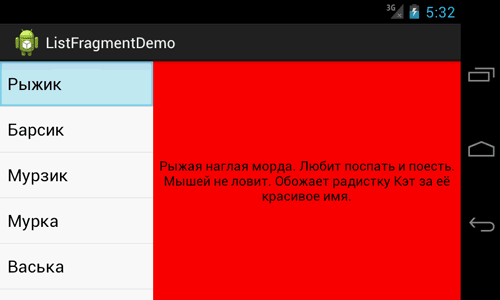 3G 5:32
ListFragmentDemo
Рыжик
Барсик
Мурзик
Мурка
Васька
Рыжая наглая морда. Любит поспать и поесть.
Мышей не ловит. Обожает радистку Кэт за её
красивое имя.